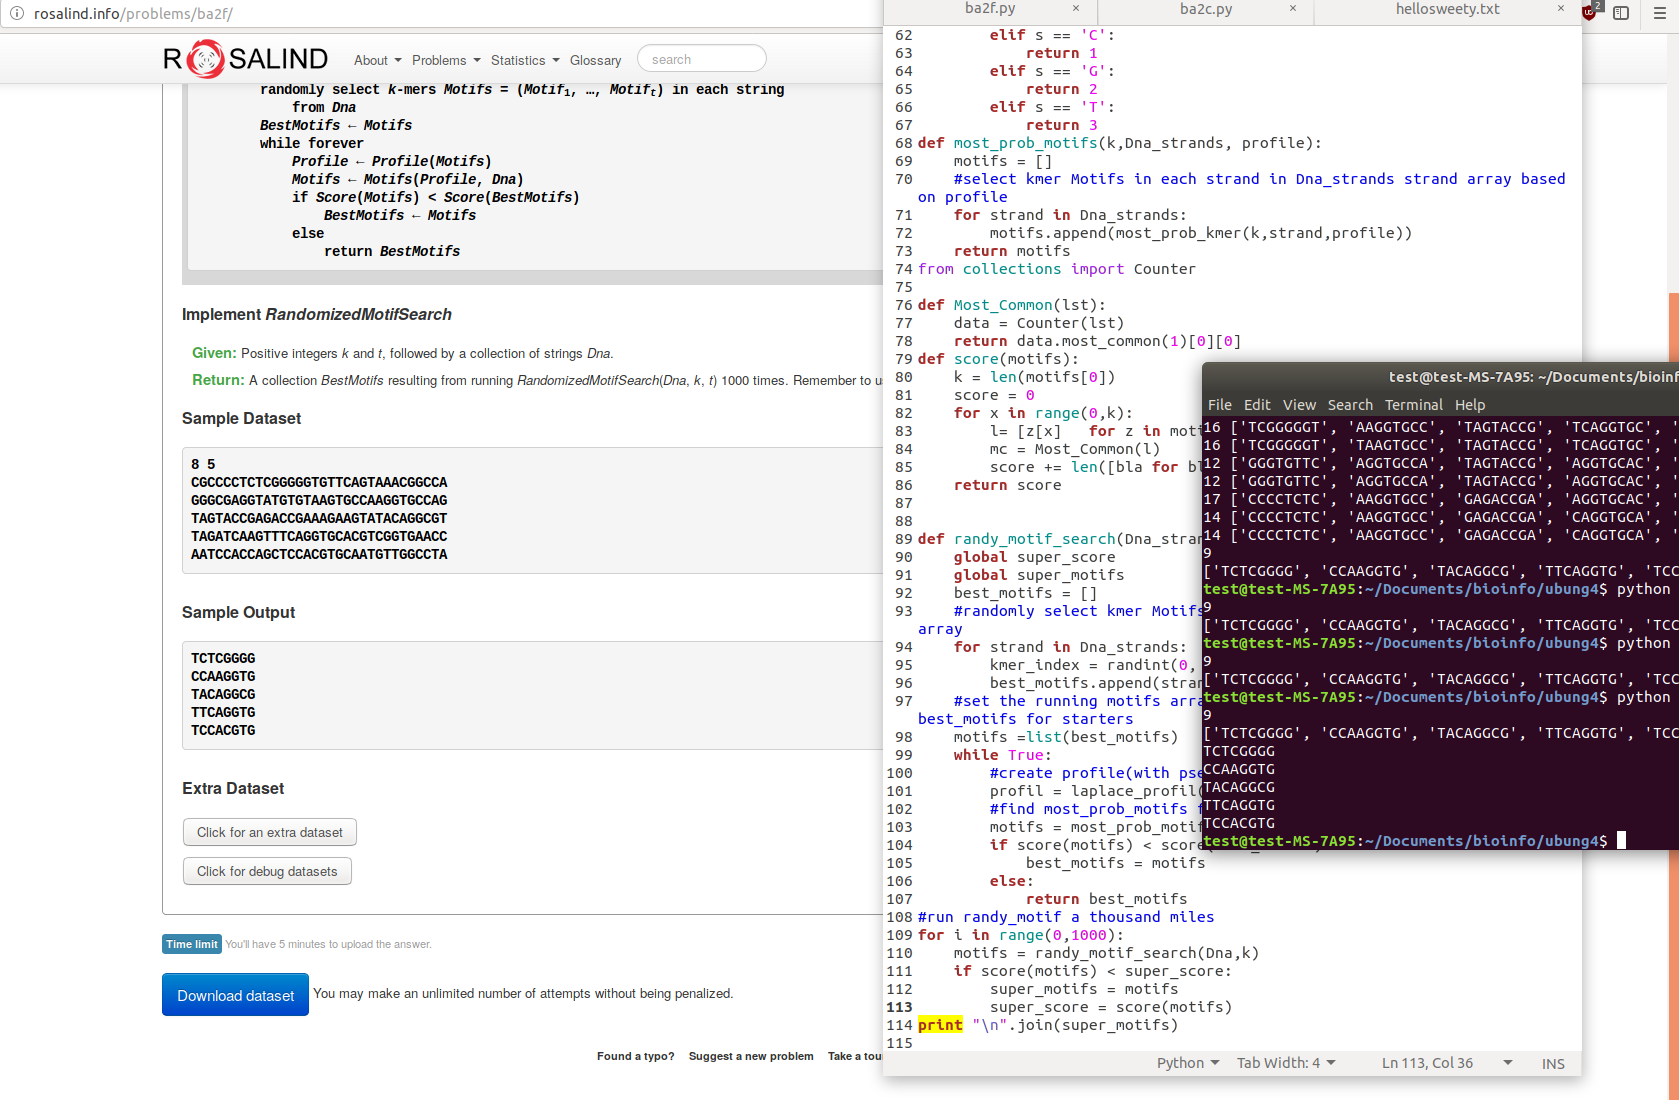 rosalind.info/problems/ba2f/
2
ROSALIND
About Problems Statistics Glossary search
randomly select k-mers Motifs = (Motif1, …, Motift) in each string
from Dna
BestMotifs ← Motifs
while forever
Profile ← Profile(Motifs)
Motifs ← Motifs(Profile, Dna)
if Score(Motifs) < Score(BestMotifs)
BestMotifs ← Motifs
else
return BestMotifs
Implement RandomizedMotifSearch
Given: Positive integers k and t, followed by a collection of strings Dna.
Return: A collection BestMotifs resulting from running RandomizedMotifSearch(Dna, k, t) 1000 times. Remember to u
Sample Dataset
8 5
CGCCCCTCTCGGGGGTGTTCAGTAAACGGCCA
GGGCGAGGTATGTGTAAGTGCCAAGGTGCCAG
TAGTACCGAGACCGAAAGAAGTATACAGGCGT
TAGATCAAGTTTCAGGTGCACGTCGGTGAACC
AATCCACCAGCTCCACGTGCAATGTTGGCCTA
Sample Output
TCTCGGGG
CCAAGGTG
TACAGGCG
TTCAGGTG
TCCACGTG
Extra Dataset
Click for an extra dataset
Click for debug datasets
Time limit You'll have 5 minutes to upload the answer.
Download dataset You may make an unlimited number of attempts without being penalized.
Found a typo? Suggest a new problem Take a tou
ba2f.py × ba2c.py × hellosweety.txt ×
62 elif s == 'C':
63 return 1
64 elif s == 'G':
65 return 2
66 elif s == 'T':
67 return 3
68 def most_prob_motifs(k,Dna_strands, profile):
69 motifs = []
70 #select kmer Motifs in each strand in Dna_strands strand array based
on profile
71 for strand in Dna_strands:
72 motifs.append(most_prob_kmer(k,strand,profile))
73 return motifs
74 from collections import Counter
75
76 def Most_Common(lst):
77 data = Counter(lst)
78 return data.most_common(1)[0][0]
79 def score(motifs):
80 k = len(motifs[0])
81 score = 0
82 for x in range(0,k):
83 l= [z[x] for z in moti
84 mc = Most_Common(l)
85 score += len([bla for bl
86 return score
87
88
89 def randy_motif_search(Dna_stran
90 global super_score
91 global super_motifs
92 best_motifs = []
93 #randomly select kmer Motifs
array
94 for strand in Dna_strands:
95 kmer_index = randint(0,
96 best_motifs.append(stran
97 #set the running motifs arra
best_motifs for starters
98 motifs =list(best_motifs)
99 while True:
100 #create profile(with pse
101 profil = laplace_profil(
102 #find most_prob_motifs f
103 motifs = most_prob_motif
104 if score(motifs) < score
105 best_motifs = motifs
106 else:
107 return best_motifs
108 #run randy_motif a thousand miles
109 for i in range(0,1000):
110 motifs = randy_motif_search(Dna,k)
111 if score(motifs) < super_score:
112 super_motifs = motifs
113 super_score = score(motifs)
114 print "\n".join(super_motifs)
115
Python Tab Width: 4 Ln 113, Col 36 INS
test@test-MS-7A95: ~/Documents/bioinf
File Edit View Search Terminal Help
16 ['TCGGGGGT', 'AAGGTGCC', 'TAGTACCG', 'TCAGGTGC', '
16 ['TCGGGGGT', 'TAAGTGCC', 'TAGTACCG', 'TCAGGTGC', '
12 ['GGGTGTTC', 'AGGTGCCA', 'TAGTACCG', 'AGGTGCAC', '
12 ['GGGTGTTC', 'AGGTGCCA', 'TAGTACCG', 'AGGTGCAC', '
17 ['CCCCTCTC', 'AAGGTGCC', 'GAGACCGA', 'AGGTGCAC', '
14 ['CCCCTCTC', 'AAGGTGCC', 'GAGACCGA', 'CAGGTGCA', '
14 ['CCCCTCTC', 'AAGGTGCC', 'GAGACCGA', 'CAGGTGCA', '
9
['TCTCGGGG', 'CCAAGGTG', 'TACAGGCG', 'TTCAGGTG', 'TCC
test@test-MS-7A95:~/Documents/bioinfo/ubung4$ python
9
['TCTCGGGG', 'CCAAGGTG', 'TACAGGCG', 'TTCAGGTG', 'TCC
test@test-MS-7A95:~/Documents/bioinfo/ubung4$ python
9
['TCTCGGGG', 'CCAAGGTG', 'TACAGGCG', 'TTCAGGTG', 'TCC
test@test-MS-7A95:~/Documents/bioinfo/ubung4$ python
9
['TCTCGGGG', 'CCAAGGTG', 'TACAGGCG', 'TTCAGGTG', 'TCC
TCTCGGGG
CCAAGGTG
TACAGGCG
TTCAGGTG
TCCACGTG
test@test-MS-7A95:~/Documents/bioinfo/ubung4$